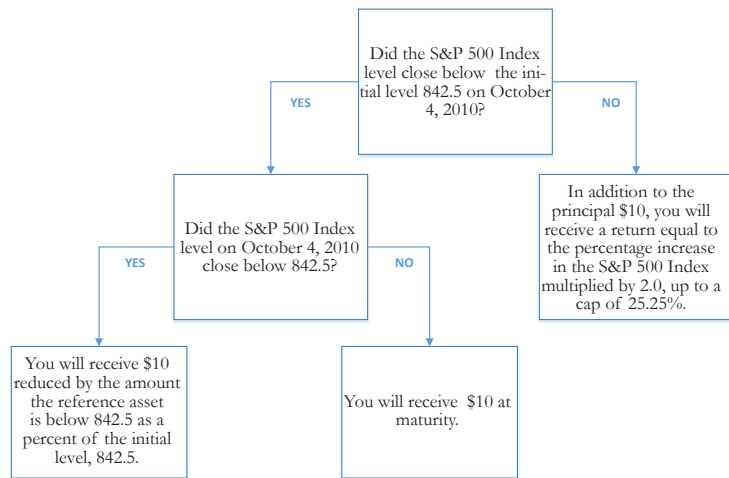 Did the S&P 500 Index
level close below the ini-
tial level 842.5 on October
4, 2010?
YES
NO
Did the S&P 500 Index
level on October 4, 2010
close below 842.5?
In addition to the
principal $10, you will
receive a return equal to
the percentage increase
in the S&P 500 Index
multiplied by 2.0, up to a
cap of 25.25%.
YES
NO
You will receive $10
reduced by the amount
the reference asset
is below 842.5 as a
percent of the initial
level, 842.5.
You will receive $10 at
maturity.